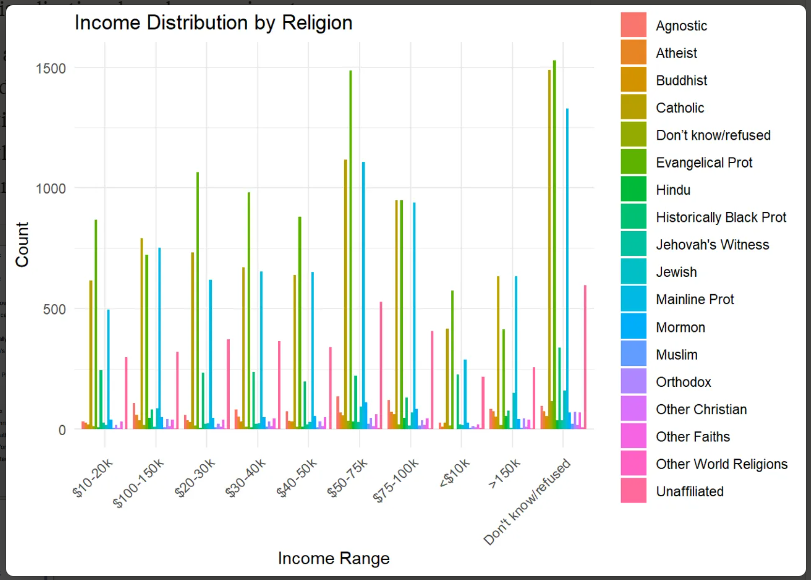 Income Distribution by Religion
1500
1000
500
0
Count
$10-20k
$100-150k
$20-30k
$30-40k
$40-50k
$50-75k
$75-100k
<$10k
>150k
Don't know/refused
Income Range
Agnostic
Atheist
Buddhist
Catholic
Don't know/refused
Evangelical Prot
Hindu
Historically Black Prot
Jehovah's Witness
Jewish
Mainline Prot
Mormon
Muslim
Orthodox
Other Christian
Other Faiths
Other World Religions
Unaffiliated